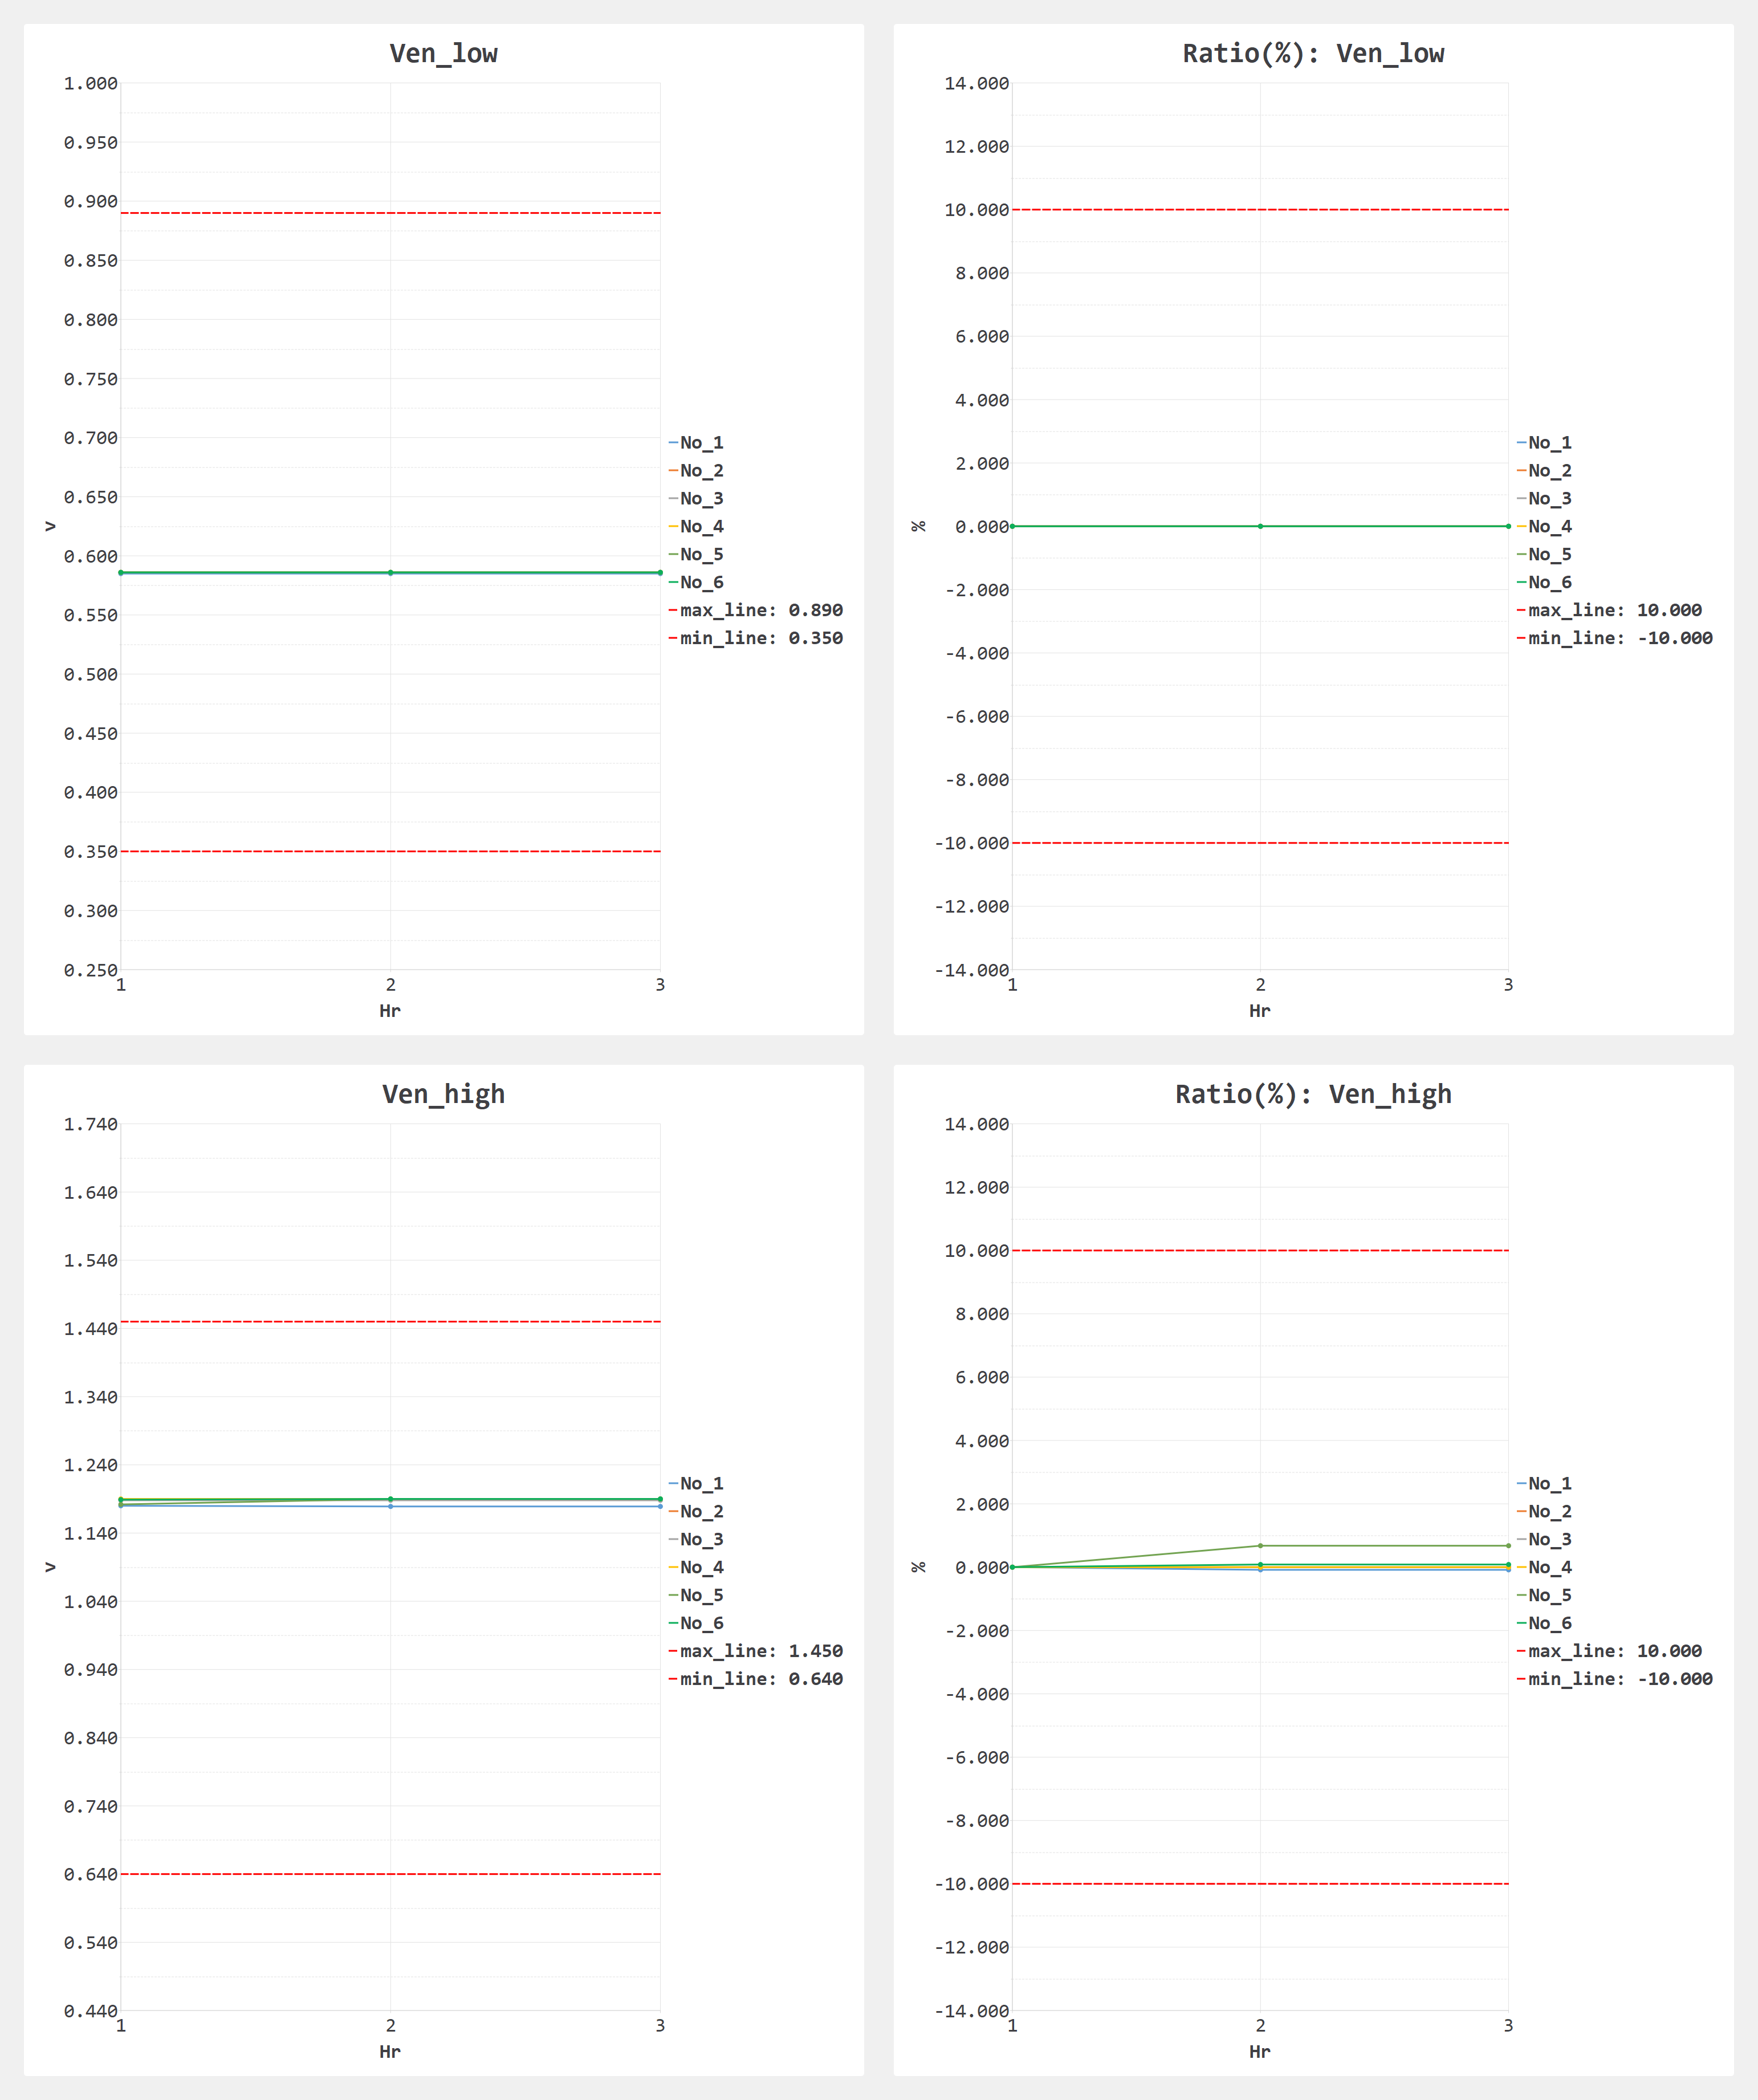 Ven_low
1.000
0.950
0.900
0.850
0.800
0.750
0.700
0.650
0.600
0.550
0.500
0.450
0.400
0.350
0.300
0.250
V
1 2 3
Hr
No_1
No_2
No_3
No_4
No_5
No_6
max_line: 0.890
min_line: 0.350
Ratio(%): Ven_low
14.000
12.000
10.000
8.000
6.000
4.000
2.000
0.000
-2.000
-4.000
-6.000
-8.000
-10.000
-12.000
-14.000
%
1 2 3
Hr
No_1
No_2
No_3
No_4
No_5
No_6
max_line: 10.000
min_line: -10.000
Ven_high
1.740
1.640
1.540
1.440
1.340
1.240
1.140
1.040
0.940
0.840
0.740
0.640
0.540
0.440
V
1 2 3
Hr
No_1
No_2
No_3
No_4
No_5
No_6
max_line: 1.450
min_line: 0.640
Ratio(%): Ven_high
14.000
12.000
10.000
8.000
6.000
4.000
2.000
0.000
-2.000
-4.000
-6.000
-8.000
-10.000
-12.000
-14.000
%
1 2 3
Hr
No_1
No_2
No_3
No_4
No_5
No_6
max_line: 10.000
min_line: -10.000